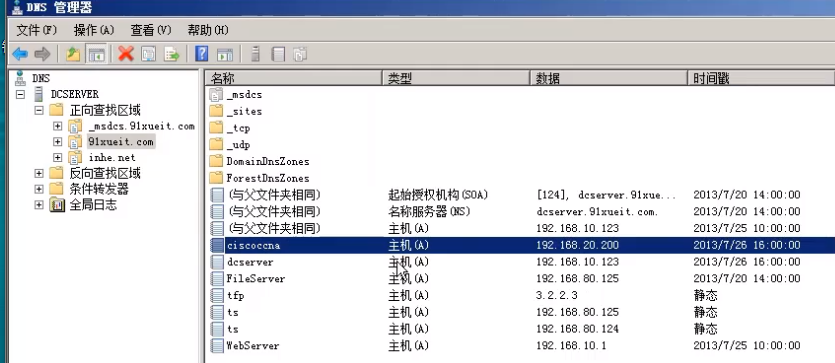 DNS 管理器
文件(F) 操作(A) 查看(V) 帮助(H)
DNS
DCSERVER
正向查找区域
_msdcs.91xueit.com
91xueit.com
inhe.net
反向查找区域
条件转发器
全局日志
名称 类型 数据 时间戳
_msdcs
_sites
_tcp
_udp
DomainDnsZones
ForestDnsZones
(与父文件夹相同) 起始授权机构(SOA) [124], dcserver.91xue... 2013/7/20 14:00:00
(与父文件夹相同) 名称服务器(NS) dcserver.91xueit.com. 2013/7/20 14:00:00
(与父文件夹相同) 主机(A) 192.168.10.123 2013/7/25 10:00:00
ciscoccna 主机(A) 192.168.20.200 2013/7/26 16:00:00
dcserver 主机(A) 192.168.10.123 2013/7/26 16:00:00
FileServer 主机(A) 192.168.80.125 2013/7/20 14:00:00
tfp 主机(A) 3.2.2.3 静态
ts 主机(A) 192.168.80.125 静态
ts 主机(A) 192.168.80.124 静态
WebServer 主机(A) 192.168.10.1 2013/7/25 10:00:00